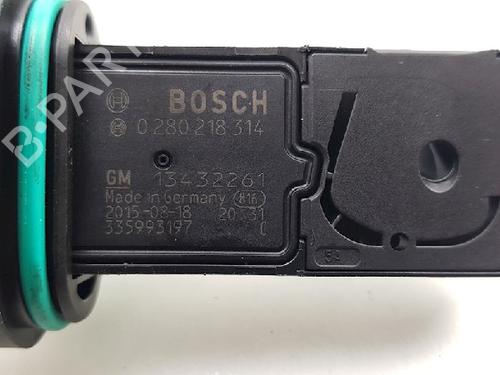 BOSCH
0 280 218 314
GM 13432261
Made in Germany 816
2015-08-18 20 31
335993197 C
B-PARTS